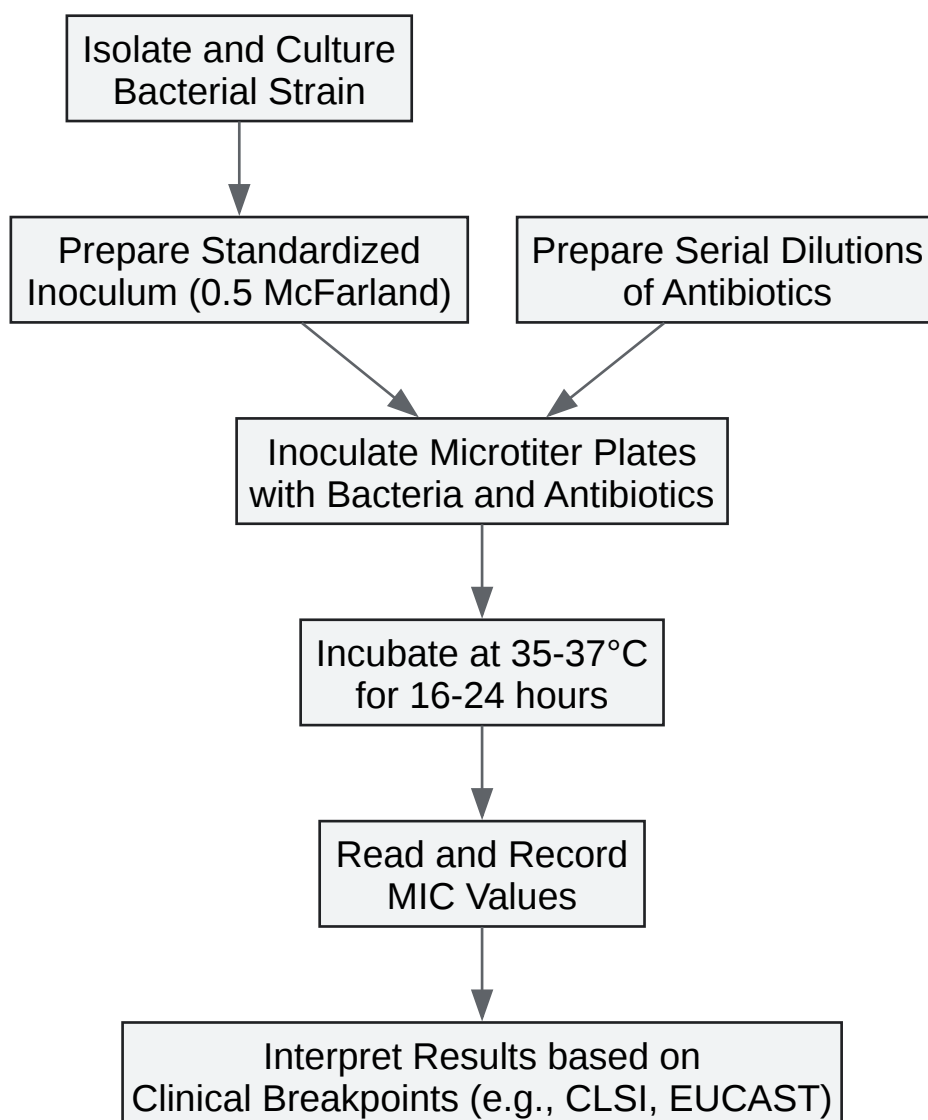 Isolate and Culture
Bacterial Strain
Prepare Standardized
Inoculum (0.5 McFarland)
Prepare Serial Dilutions
of Antibiotics
Inoculate Microtiter Plates
with Bacteria and Antibiotics
Incubate at 35-37°C
for 16-24 hours
Read and Record
MIC Values
Interpret Results based on
Clinical Breakpoints (e.g., CLSI, EUCAST)